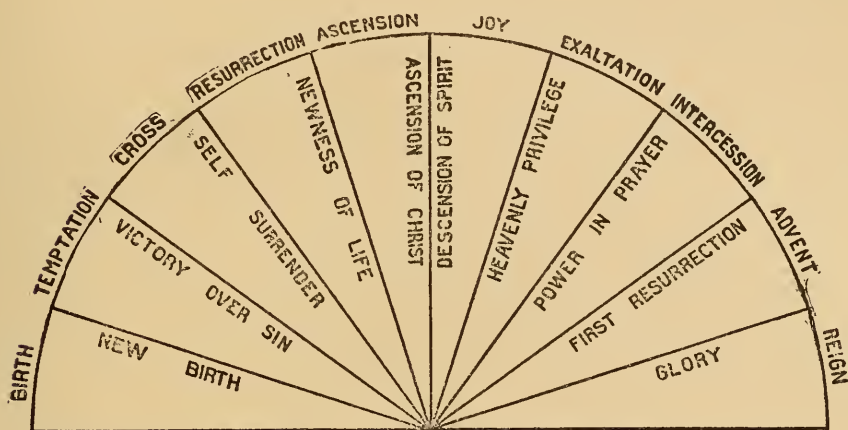 BIRTH
TEMPTATION
CROSS
RESURRECTION
ASCENSION
JOY
EXALTATION
INTERCESSION
ADVENT
REIGN
NEW BIRTH
VICTORY OVER SIN
SELF SURRENDER
NEWNESS OF LIFE
ASCENSION OF CHRIST
DESCENSION OF SPIRIT
HEAVENLY PRIVILEGE
POWER IN PRAYER
FIRST RESURRECTION
GLORY